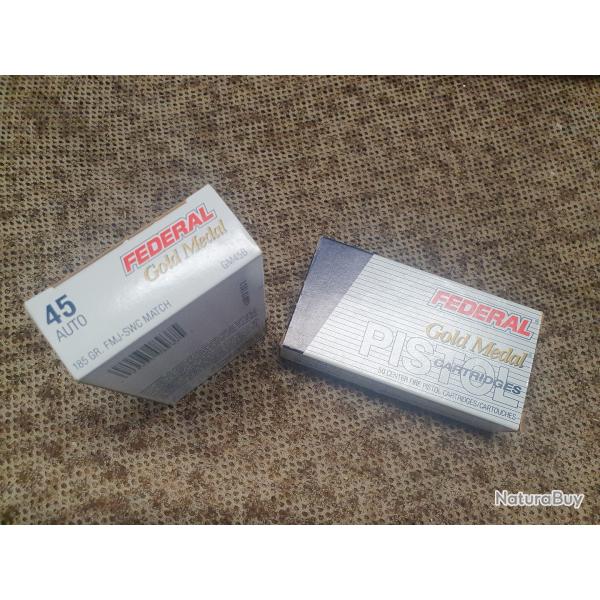 45
AUTO
FEDERAL
Gold Medal
185 GR. FMJ-SWC MATCH
GM45B
FEDERAL
Gold Medal
PISTOL
CARTRIDGES
50 CENTER FIRE PISTOL CARTRIDGES/CARTOUCHES
NaturaBuy